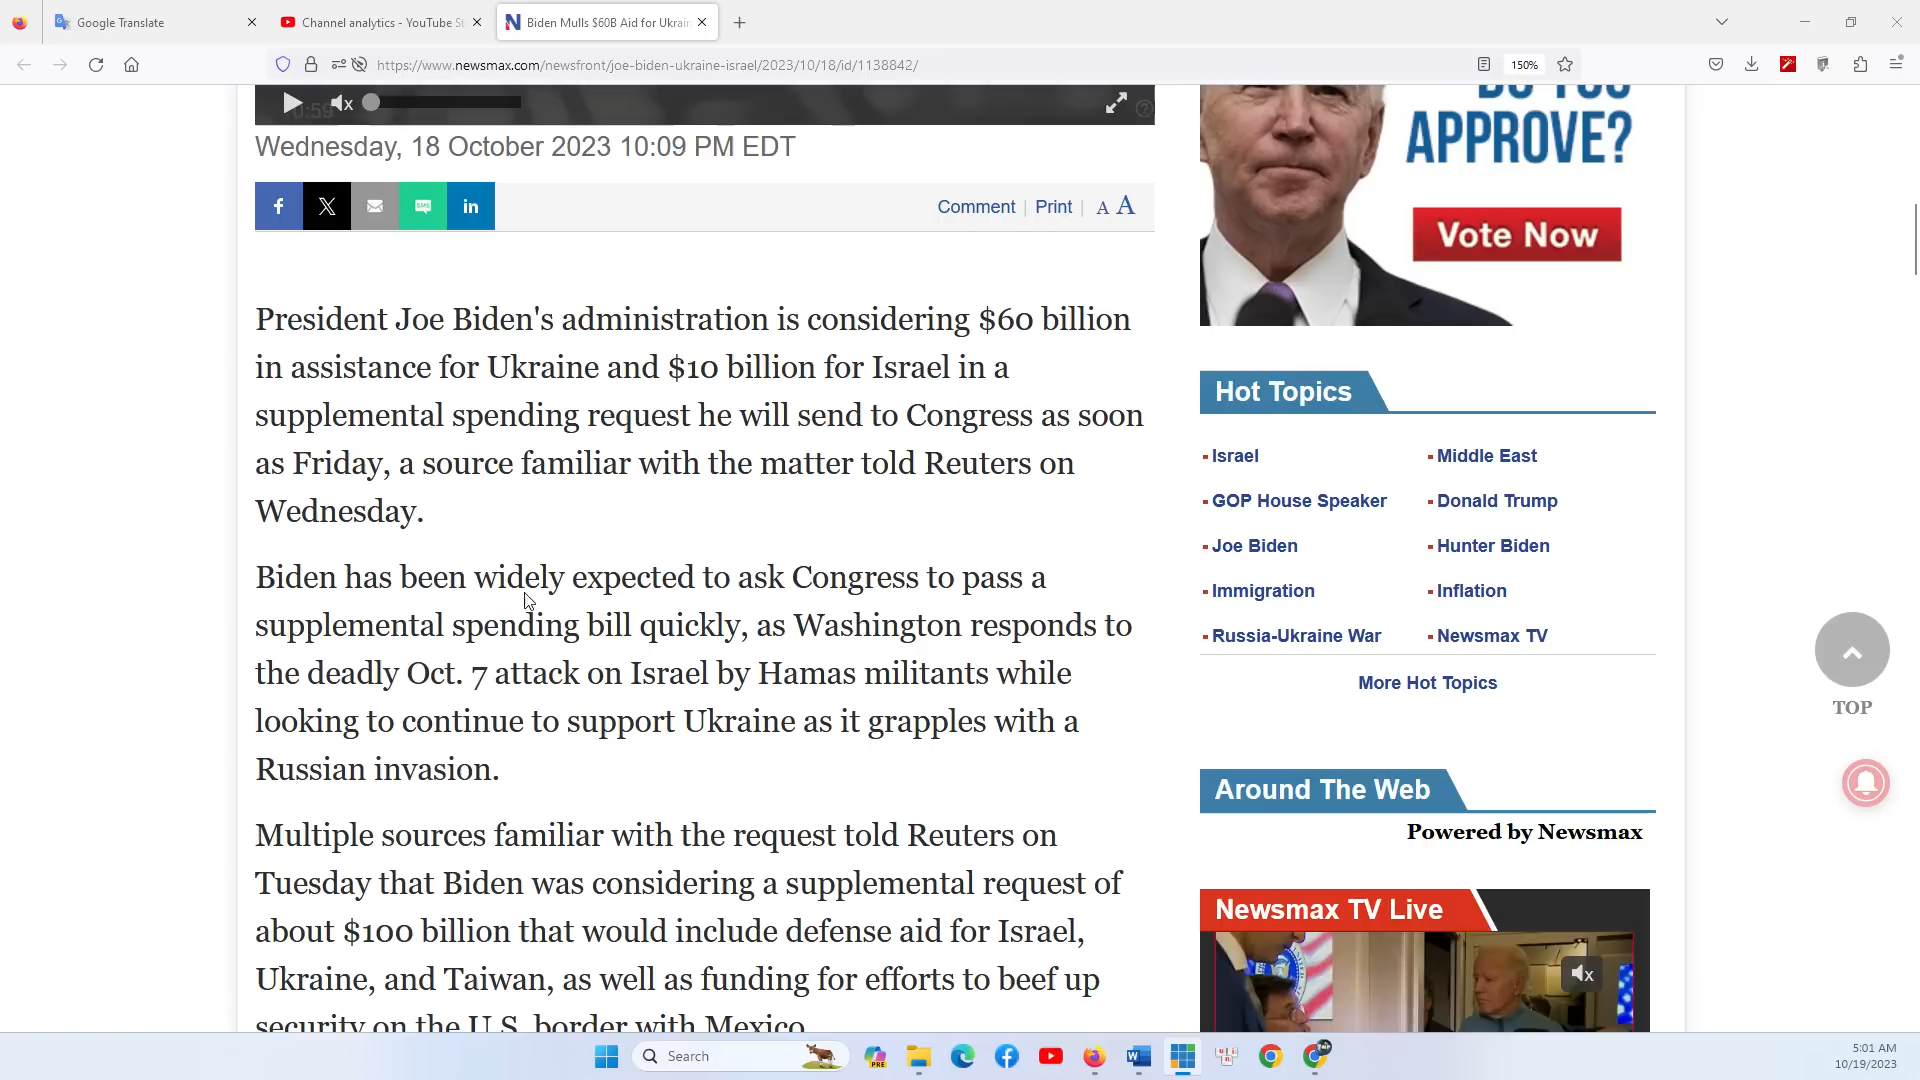 Google Translate
Channel analytics - YouTube St
Biden Mulls $60B Aid for Ukrain
https://www.newsmax.com/newsfront/joe-biden-ukraine-israel/2023/10/18/id/1138842/
150%
0:59
Wednesday, 18 October 2023 10:09 PM EDT
Comment | Print | A A
President Joe Biden's administration is considering $60 billion
in assistance for Ukraine and $10 billion for Israel in a
supplemental spending request he will send to Congress as soon
as Friday, a source familiar with the matter told Reuters on
Wednesday.
Biden has been widely expected to ask Congress to pass a
supplemental spending bill quickly, as Washington responds to
the deadly Oct. 7 attack on Israel by Hamas militants while
looking to continue to support Ukraine as it grapples with a
Russian invasion.
Multiple sources familiar with the request told Reuters on
Tuesday that Biden was considering a supplemental request of
about $100 billion that would include defense aid for Israel,
Ukraine, and Taiwan, as well as funding for efforts to beef up
security on the U.S. border with Mexico.
DO YOU
APPROVE?
Vote Now
Hot Topics
Israel
Middle East
GOP House Speaker
Donald Trump
Joe Biden
Hunter Biden
Immigration
Inflation
Russia-Ukraine War
Newsmax TV
More Hot Topics
Around The Web
Powered by Newsmax
Newsmax TV Live
TOP
Search
5:01 AM
10/19/2023